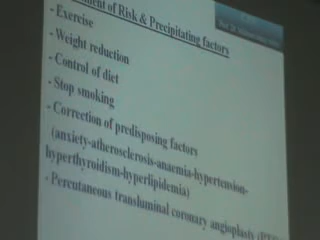 ment of Risk & Precipitating factors
- Exercise
- Weight reduction
- Control of diet
- Stop smoking
- Correction of predisposing factors
(anxiety-atherosclerosis-anaemia-hypertension-
hyperthyroidism-hyperlipidemia)
- Percutaneous transluminal coronary angioplasty